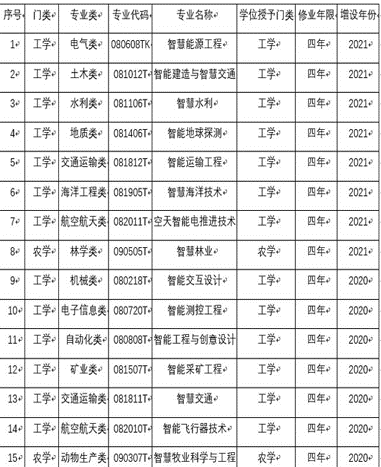 序号 门类 专业类 专业代码 专业名称 学位授予门类 修业年限 增设年份
1 工学 电气类 080608TK 智慧能源工程 工学 四年 2021
2 工学 土木类 081012T 智能建造与智慧交通 工学 四年 2021
3 工学 水利类 081106T 智慧水利 工学 四年 2021
4 工学 地质类 081406T 智能地球探测 工学 四年 2021
5 工学 交通运输类 081812T 智能运输工程 工学 四年 2021
6 工学 海洋工程类 081905T 智慧海洋技术 工学 四年 2021
7 工学 航空航天类 082011T 空天智能电推进技术 工学 四年 2021
8 农学 林学类 090505T 智慧林业 农学 四年 2021
9 工学 机械类 080218T 智能交互设计 工学 四年 2020
10 工学 电子信息类 080720T 智能测控工程 工学 四年 2020
11 工学 自动化类 080808T 智能工程与创意设计 工学 四年 2020
12 工学 矿业类 081507T 智能采矿工程 工学 四年 2020
13 工学 交通运输类 081811T 智慧交通 工学 四年 2020
14 工学 航空航天类 082010T 智能飞行器技术 工学 四年 2020
15 农学 动物生产类 090307T 智慧牧业科学与工程 农学 四年 2020